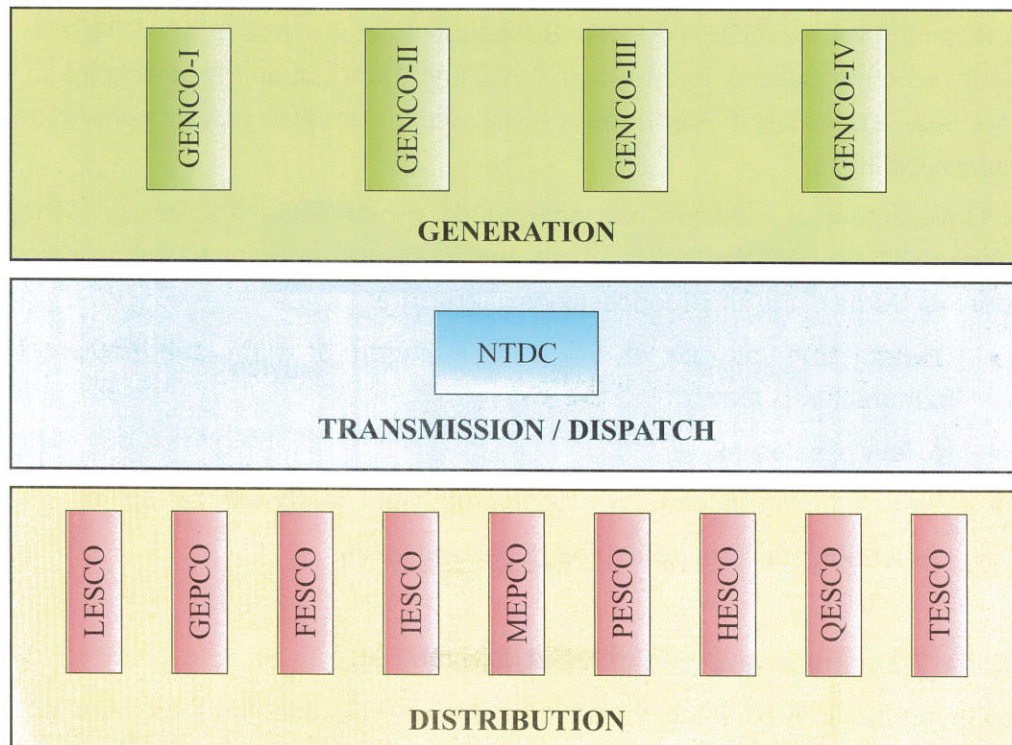 GENCO-I
GENCO-II
GENCO-III
GENCO-IV
GENERATION
NTDC
TRANSMISSION / DISPATCH
LESCO
GEPCO
FESCO
IESCO
MEPCO
PESCO
HESCO
QESCO
TESCO
DISTRIBUTION